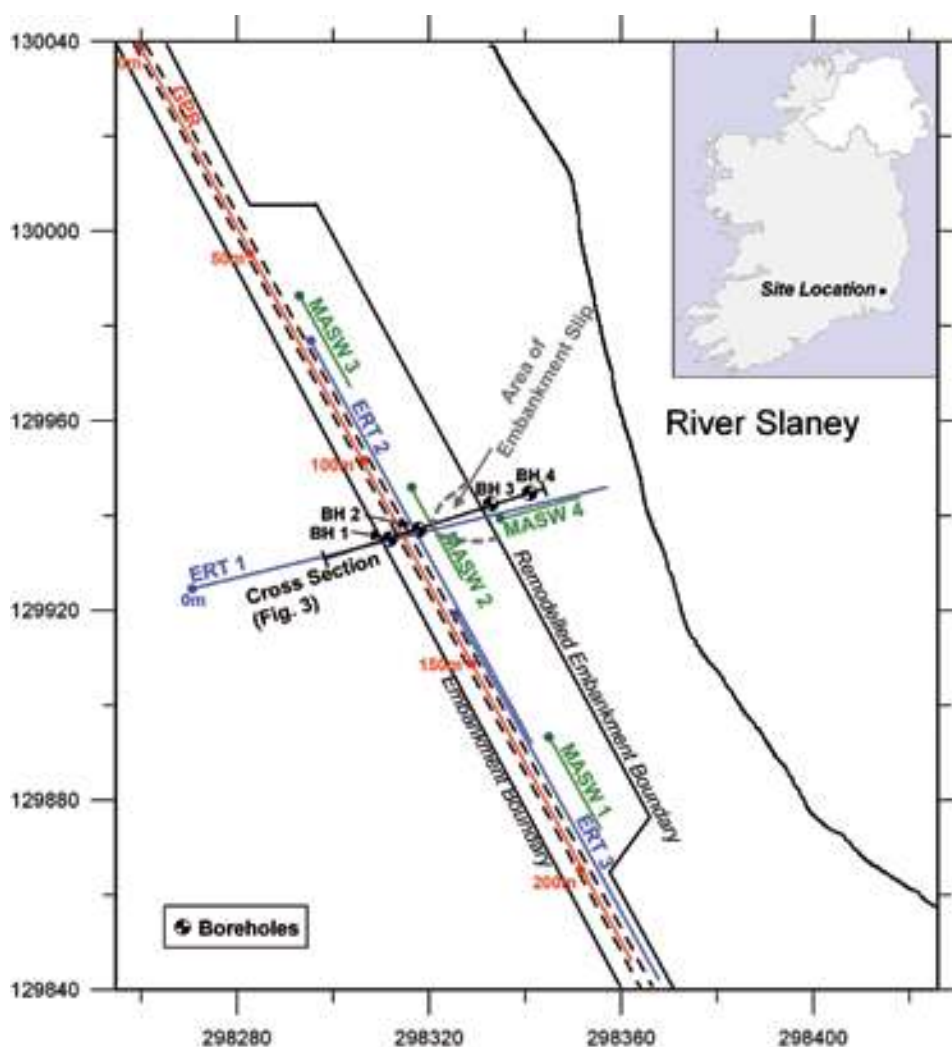 130040
130000
129960
129920
129880
129840
298280
298320
298360
298400
0m
GPR
50m
MASW 3
ERT 2
Area of
Embankment Slip
Site Location
River Slaney
100m
BH 1
BH 2
BH 3
BH 4
MASW 4
MASW 2
ERT 1
0m
Cross Section
(Fig. 3)
150m
Embankment Boundary
Remodelled Embankment Boundary
MASW 1
ERT 3
200m
Boreholes